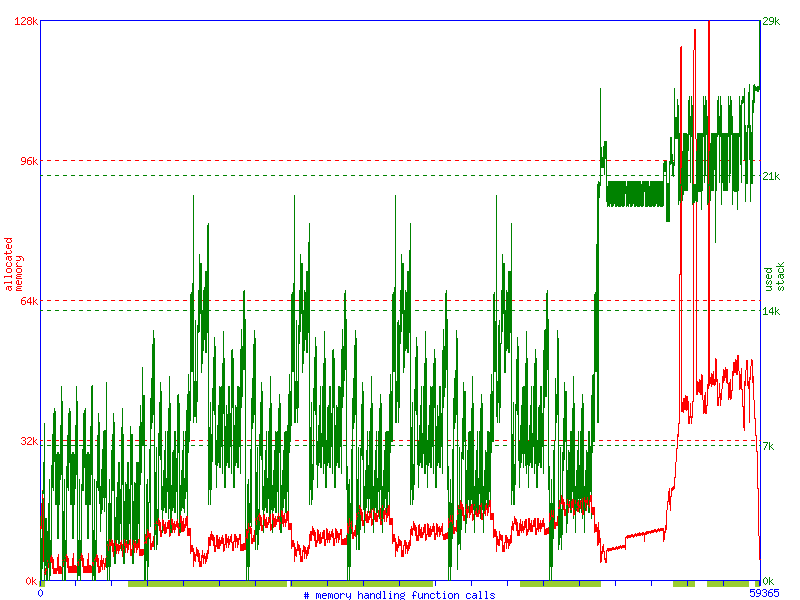 128k
29k
96k
21k
allocated
memory
used
stack
64k
14k
32k
7k
0k
0k
0
# memory handling function calls
59365